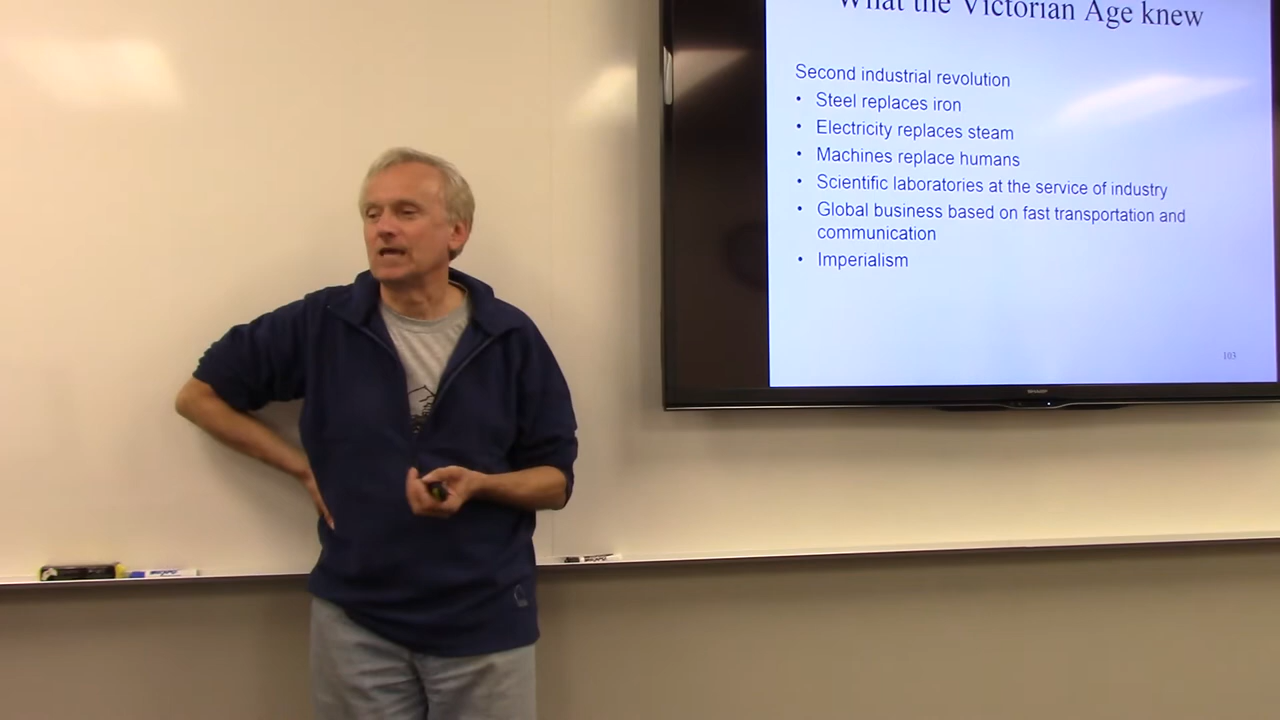 What the Victorian Age knew
Second industrial revolution
• Steel replaces iron
• Electricity replaces steam
• Machines replace humans
• Scientific laboratories at the service of industry
• Global business based on fast transportation and
communication
• Imperialism
103
SHARP